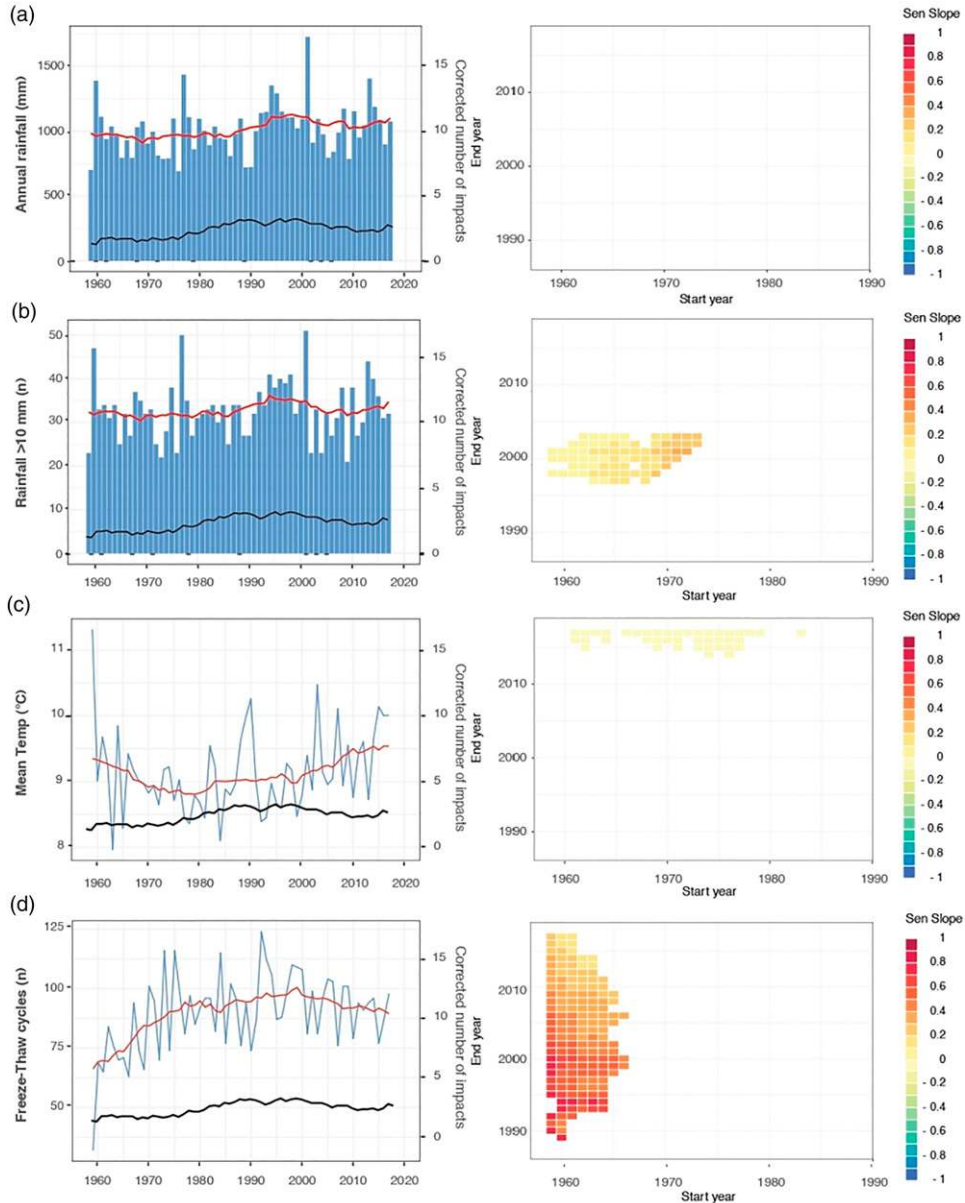 (a)
Annual rainfall (mm)
1500
1000
500
0
15
10
5
0
Corrected number of impacts
1960 1970 1980 1990 2000 2010 2020
End year
2010
2000
1990
1960 1970 1980 1990
Start year
Sen Slope
1
0.8
0.6
0.4
0.2
0
- 0.2
- 0.4
- 0.6
- 0.8
- 1
(b)
Rainfall >10 mm (n)
50
40
30
20
10
0
15
10
5
0
Corrected number of impacts
1960 1970 1980 1990 2000 2010 2020
End year
2010
2000
1990
1960 1970 1980 1990
Start year
Sen Slope
1
0.8
0.6
0.4
0.2
0
- 0.2
- 0.4
- 0.6
- 0.8
- 1
(c)
Mean Temp (°C)
11
10
9
8
15
10
5
0
Corrected number of impacts
1960 1970 1980 1990 2000 2010 2020
End year
2010
2000
1990
1960 1970 1980 1990
Start year
Sen Slope
1
0.8
0.6
0.4
0.2
0
- 0.2
- 0.4
- 0.6
- 0.8
- 1
(d)
Freeze-Thaw cycles (n)
125
100
75
50
15
10
5
0
Corrected number of impacts
1960 1970 1980 1990 2000 2010 2020
End year
2010
2000
1990
1960 1970 1980 1990
Start year
Sen Slope
1
0.8
0.6
0.4
0.2
0
- 0.2
- 0.4
- 0.6
- 0.8
- 1